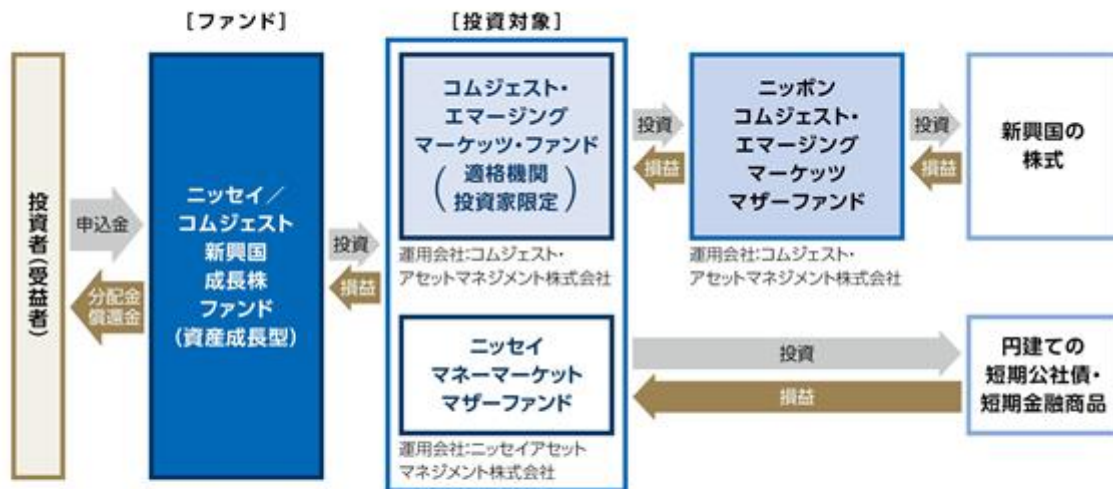 ［ファンド］
［投資対象］
投資者（受益者）
申込金
分配金
償還金
ニッセイ／
コムジェスト
新興国
成長株
ファンド
（資産成長型）
投資
損益
コムジェスト・
エマージング
マーケッツ・ファンド
（適格機関
投資家限定）
運用会社：コムジェスト・
アセットマネジメント株式会社
投資
損益
ニッポン
コムジェスト・
エマージング
マーケッツ
マザーファンド
運用会社：コムジェスト・
アセットマネジメント株式会社
投資
損益
新興国の
株式
ニッセイ
マネーマーケット
マザーファンド
運用会社：ニッセイアセット
マネジメント株式会社
投資
損益
円建ての
短期公社債・
短期金融商品